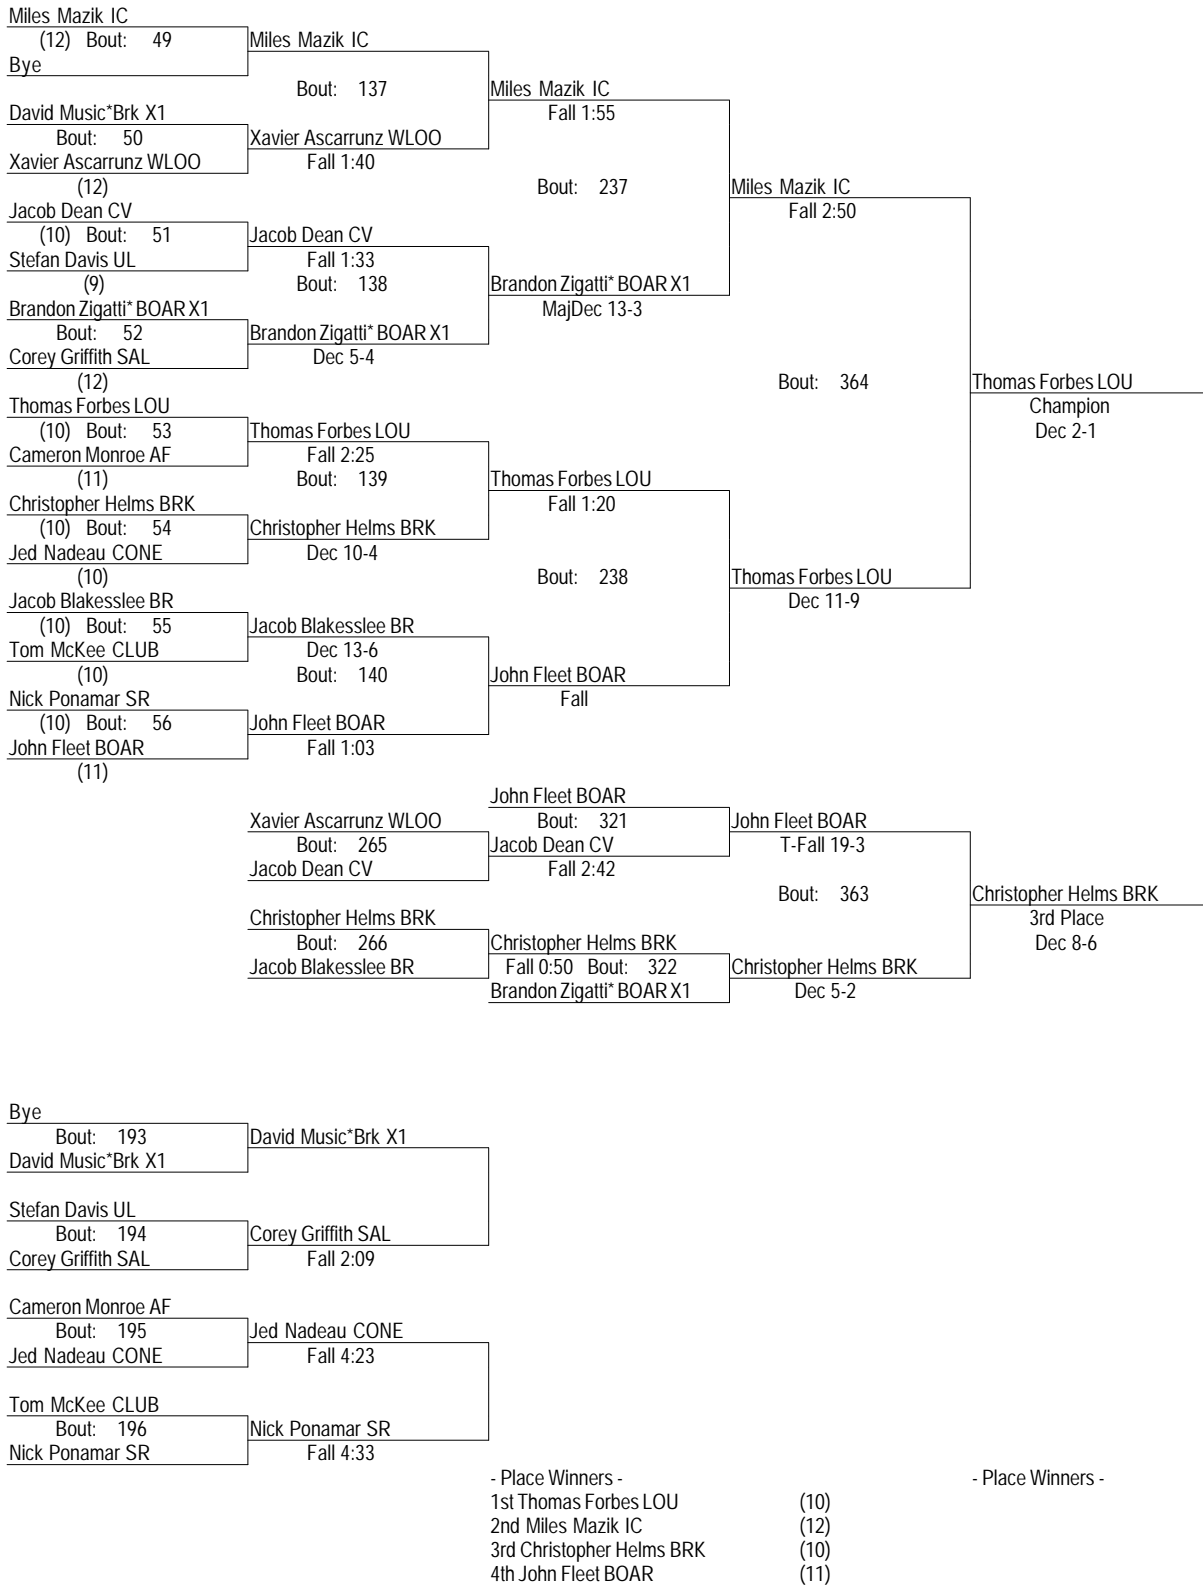 Miles Mazik IC
(12) Bout: 49
Miles Mazik IC
Bye
Bout: 137
Miles Mazik IC
David Music*Brk X1
Fall 1:55
Bout: 50
Xavier Ascarrunz WLOO
Xavier Ascarrunz WLOO
Fall 1:40
(12)
Bout: 237
Miles Mazik IC
Jacob Dean CV
Fall 2:50
(10) Bout: 51
Jacob Dean CV
Stefan Davis UL
Fall 1:33
(9)
Bout: 138
Brandon Zigatti* BOAR X1
Brandon Zigatti* BOAR X1
MajDec 13-3
Bout: 52
Brandon Zigatti* BOAR X1
Corey Griffith SAL
Dec 5-4
(12)
Bout: 364
Thomas Forbes LOU
Thomas Forbes LOU
Champion
(10) Bout: 53
Thomas Forbes LOU
Dec 2-1
Cameron Monroe AF
Fall 2:25
(11)
Bout: 139
Thomas Forbes LOU
Christopher Helms BRK
Fall 1:20
(10) Bout: 54
Christopher Helms BRK
Jed Nadeau CONE
Dec 10-4
(10)
Bout: 238
Thomas Forbes LOU
Jacob Blakesslee BR
Dec 11-9
(10) Bout: 55
Jacob Blakesslee BR
Tom McKee CLUB
Dec 13-6
(10)
Bout: 140
John Fleet BOAR
Nick Ponamar SR
Fall
(10) Bout: 56
John Fleet BOAR
John Fleet BOAR
Fall 1:03
(11)
John Fleet BOAR
Xavier Ascarrunz WLOO
Bout: 321
John Fleet BOAR
Bout: 265
Jacob Dean CV
T-Fall 19-3
Jacob Dean CV
Fall 2:42
Bout: 363
Christopher Helms BRK
Christopher Helms BRK
3rd Place
Bout: 266
Christopher Helms BRK
Dec 8-6
Jacob Blakesslee BR
Fall 0:50 Bout: 322
Christopher Helms BRK
Brandon Zigatti* BOAR X1
Dec 5-2
Bye
Bout: 193
David Music*Brk X1
David Music*Brk X1
Stefan Davis UL
Bout: 194
Corey Griffith SAL
Corey Griffith SAL
Fall 2:09
Cameron Monroe AF
Bout: 195
Jed Nadeau CONE
Jed Nadeau CONE
Fall 4:23
Tom McKee CLUB
Bout: 196
Nick Ponamar SR
Nick Ponamar SR
Fall 4:33
- Place Winners -
- Place Winners -
1st Thomas Forbes LOU (10)
2nd Miles Mazik IC (12)
3rd Christopher Helms BRK (10)
4th John Fleet BOAR (11)